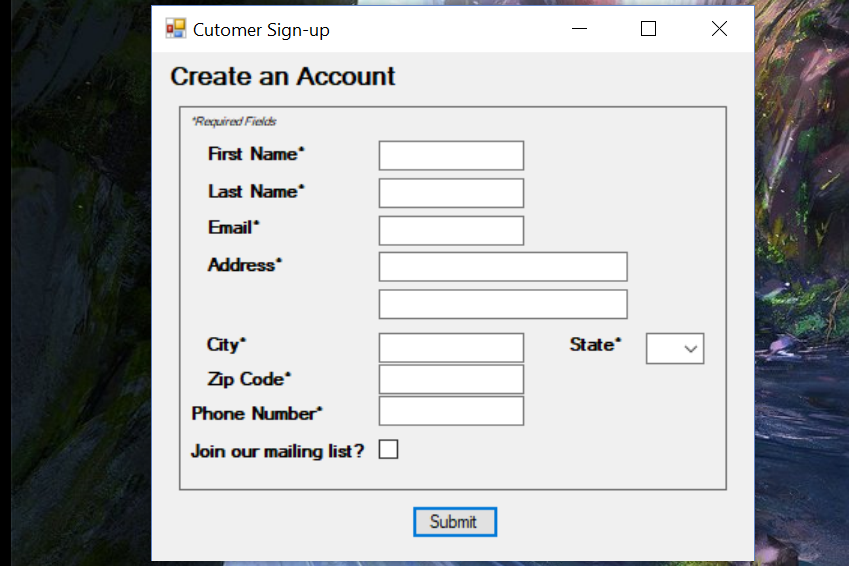 Cutomer Sign-up
Create an Account
*Required Fields
First Name*
Last Name*
Email*
Address*
City* State*
Zip Code*
Phone Number*
Join our mailing list?
Submit